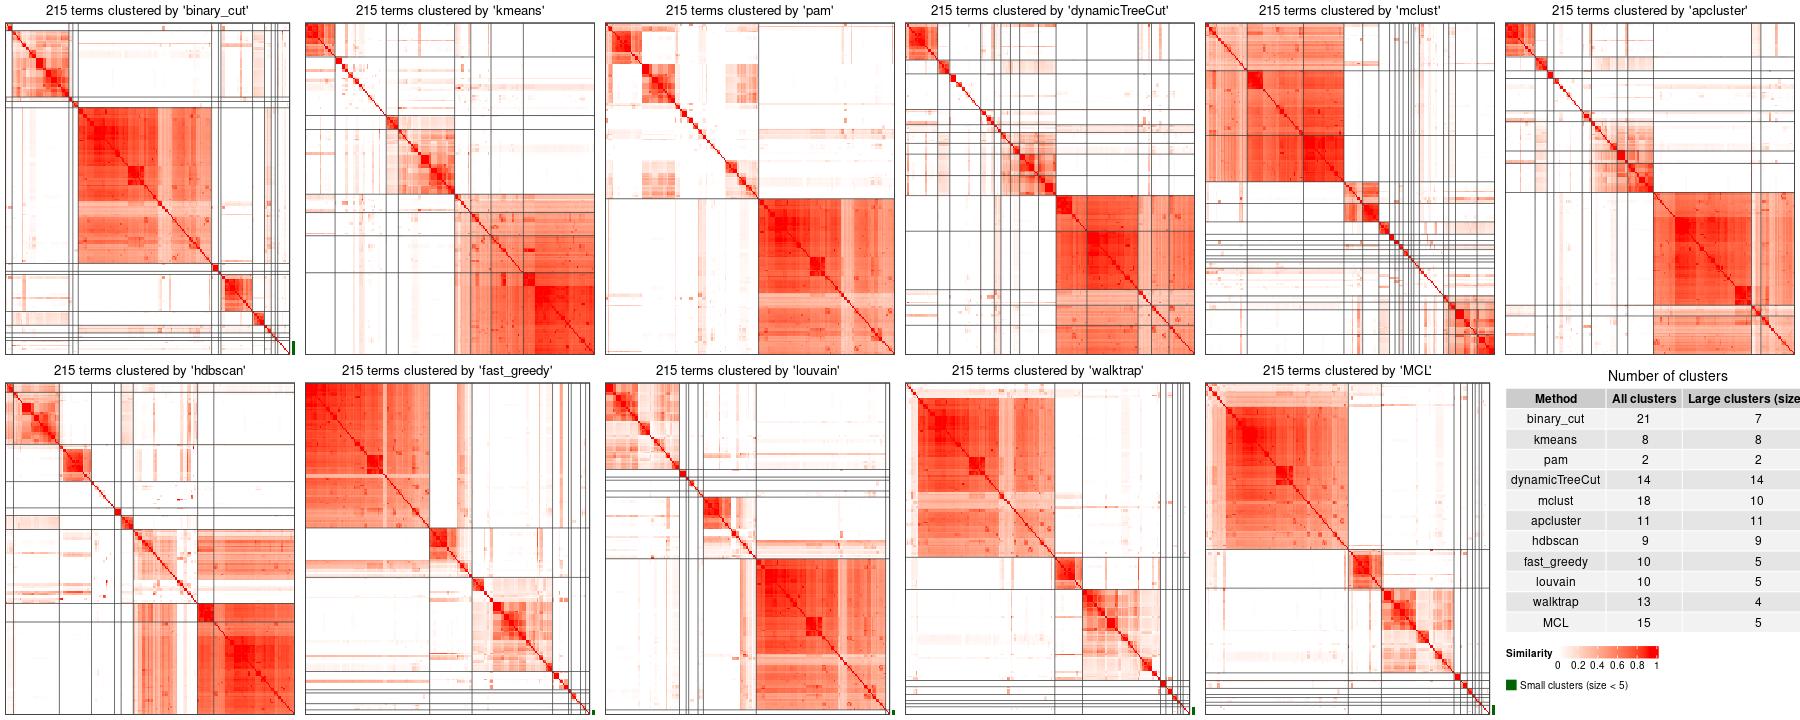 215 terms clustered by 'binary_cut'
215 terms clustered by 'kmeans'
215 terms clustered by 'pam'
215 terms clustered by 'dynamicTreeCut'
215 terms clustered by 'mclust'
215 terms clustered by 'apcluster'
215 terms clustered by 'hdbscan'
215 terms clustered by 'fast_greedy'
215 terms clustered by 'louvain'
215 terms clustered by 'walktrap'
215 terms clustered by 'MCL'
Number of clusters
Method All clusters Large clusters (size
binary_cut 21 7
kmeans 8 8
pam 2 2
dynamicTreeCut 14 14
mclust 18 10
apcluster 11 11
hdbscan 9 9
fast_greedy 10 5
louvain 10 5
walktrap 13 4
MCL 15 5
Similarity
0 0.2 0.4 0.6 0.8 1
Small clusters (size < 5)